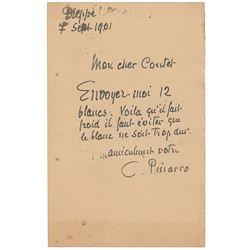 Dieppe
7 Sept 1901
Mon cher Contet
Envoyez-moi 12
blancs. Voila qu'il fait
froid il faut éviter que
le blanc ne soit trop dur.
amicalement votre
C. Pissarro